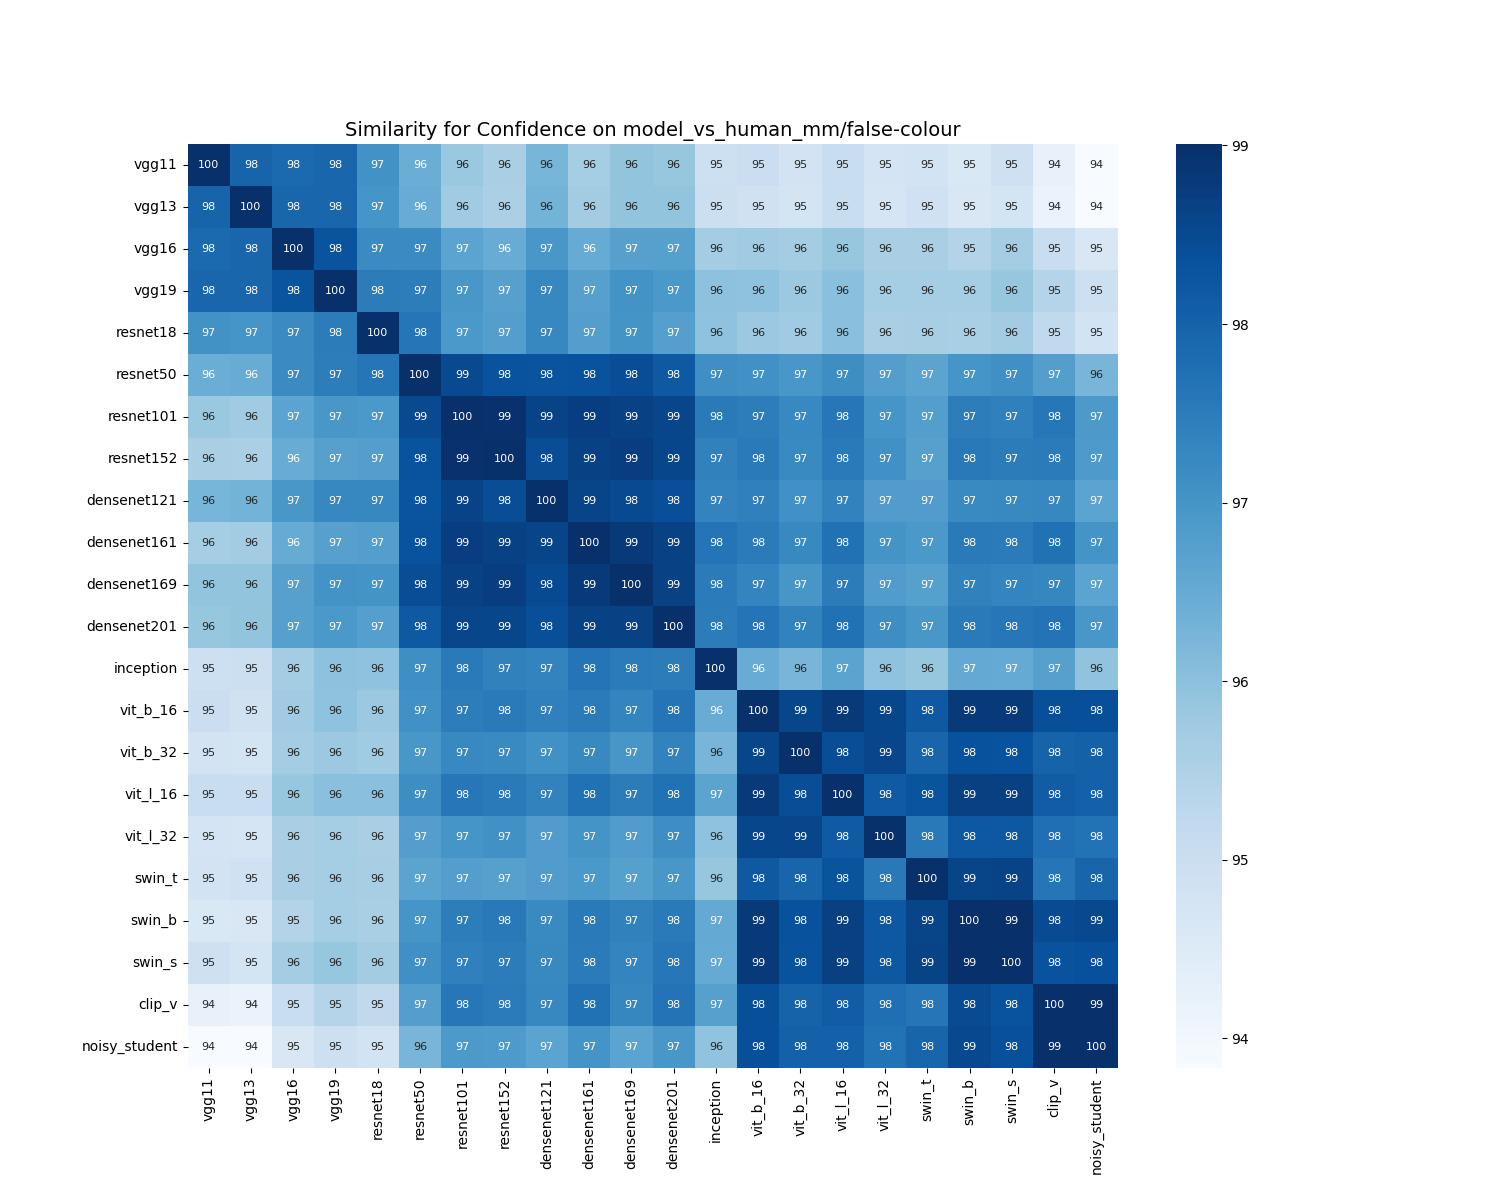 Similarity for Confidence on model_vs_human_mm/false-colour
vgg11 100 98 98 98 97 96 96 96 96 96 96 96 95 95 95 95 95 95 95 95 94 94
vgg13 98 100 98 98 97 96 96 96 96 96 96 96 95 95 95 95 95 95 95 95 94 94
vgg16 98 98 100 98 97 97 97 96 97 96 97 97 96 96 96 96 96 96 95 96 95 95
vgg19 98 98 98 100 98 97 97 97 97 97 97 97 96 96 96 96 96 96 96 96 95 95
resnet18 97 97 97 98 100 98 97 97 97 97 97 97 96 96 96 96 96 96 96 96 95 95
resnet50 96 96 97 97 98 100 99 98 98 98 98 98 97 97 97 97 97 97 97 97 97 96
resnet101 96 96 97 97 97 99 100 99 99 99 99 99 98 97 97 98 97 97 97 97 98 97
resnet152 96 96 96 97 97 98 99 100 98 99 99 99 97 98 97 98 97 97 98 97 98 97
densenet121 96 96 97 97 97 98 99 98 100 99 98 98 97 97 97 97 97 97 97 97 97 97
densenet161 96 96 96 97 97 98 99 99 99 100 99 99 98 98 97 98 97 97 98 98 98 97
densenet169 96 96 97 97 97 98 99 99 98 99 100 99 98 97 97 97 97 97 97 97 97 97
densenet201 96 96 97 97 97 98 99 99 98 99 99 100 98 98 97 98 97 97 98 98 98 97
inception 95 95 96 96 96 97 98 97 97 98 98 98 100 96 96 97 96 96 97 97 97 96
vit_b_16 95 95 96 96 96 97 97 98 97 98 97 98 96 100 99 99 99 98 99 99 98 98
vit_b_32 95 95 96 96 96 97 97 97 97 97 97 97 96 99 100 98 99 98 98 98 98 98
vit_l_16 95 95 96 96 96 97 98 98 97 98 97 98 97 99 98 100 98 98 99 99 98 98
vit_l_32 95 95 96 96 96 97 97 97 97 97 97 97 96 99 99 98 100 98 98 98 98 98
swin_t 95 95 96 96 96 97 97 97 97 97 97 97 96 98 98 98 98 100 99 99 98 98
swin_b 95 95 95 96 96 97 97 98 97 98 97 98 97 99 98 99 98 99 100 99 98 99
swin_s 95 95 96 96 96 97 97 97 97 98 97 98 97 99 98 99 98 99 99 100 98 98
clip_v 94 94 95 95 95 97 98 98 97 98 97 98 97 98 98 98 98 98 98 98 100 99
noisy_student 94 94 95 95 95 96 97 97 97 97 97 97 96 98 98 98 98 98 99 98 99 100
vgg11 vgg13 vgg16 vgg19 resnet18 resnet50 resnet101 resnet152 densenet121 densenet161 densenet169 densenet201 inception vit_b_16 vit_b_32 vit_l_16 vit_l_32 swin_t swin_b swin_s clip_v noisy_student
99
98
97
96
95
94